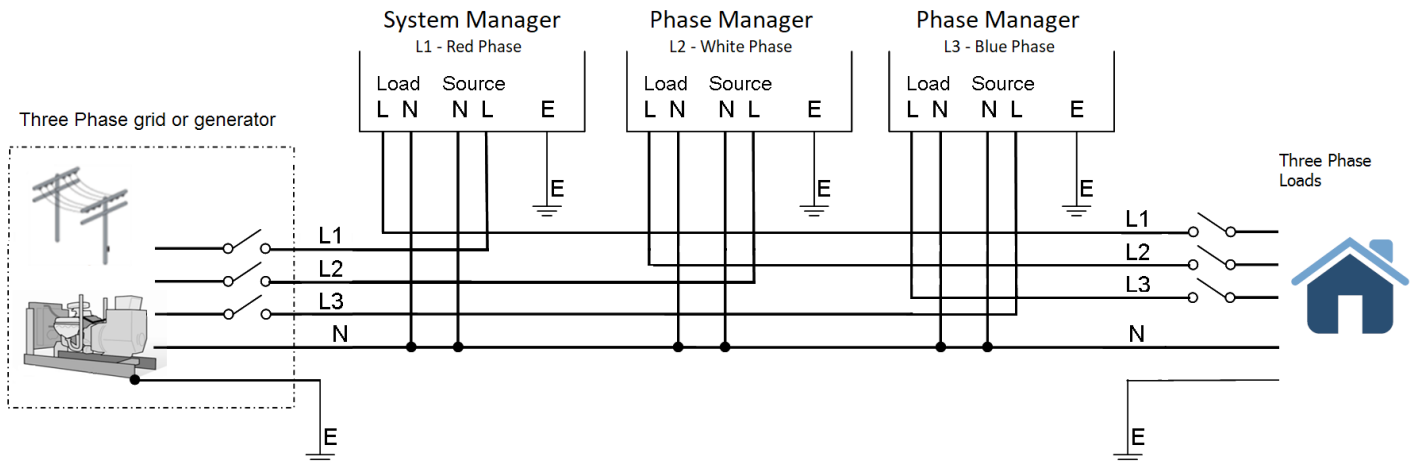 System Manager
L1 - Red Phase
Load Source
L N N L E
Phase Manager
L2 - White Phase
Load Source
L N N L E
Phase Manager
L3 - Blue Phase
Load Source
L N N L E
Three Phase grid or generator
E
E
E
Three Phase
Loads
L1
L2
L3
N
L1
L2
L3
N
E
E